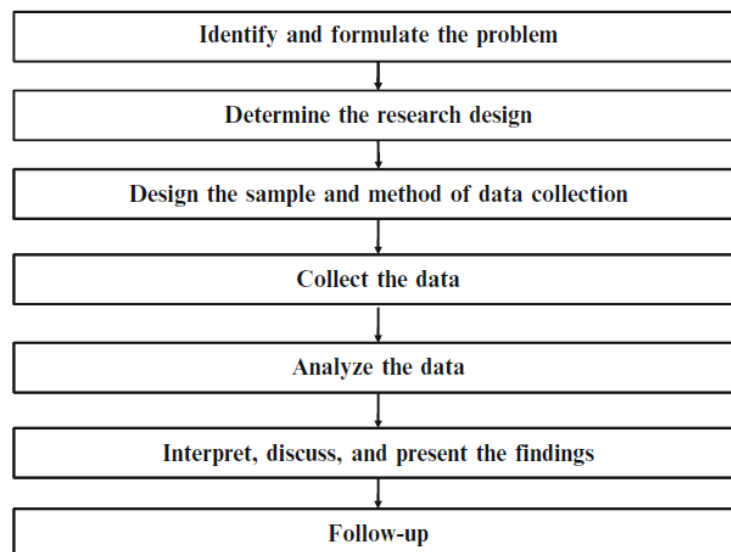 Identify and formulate the problem
Determine the research design
Design the sample and method of data collection
Collect the data
Analyze the data
Interpret, discuss, and present the findings
Follow-up